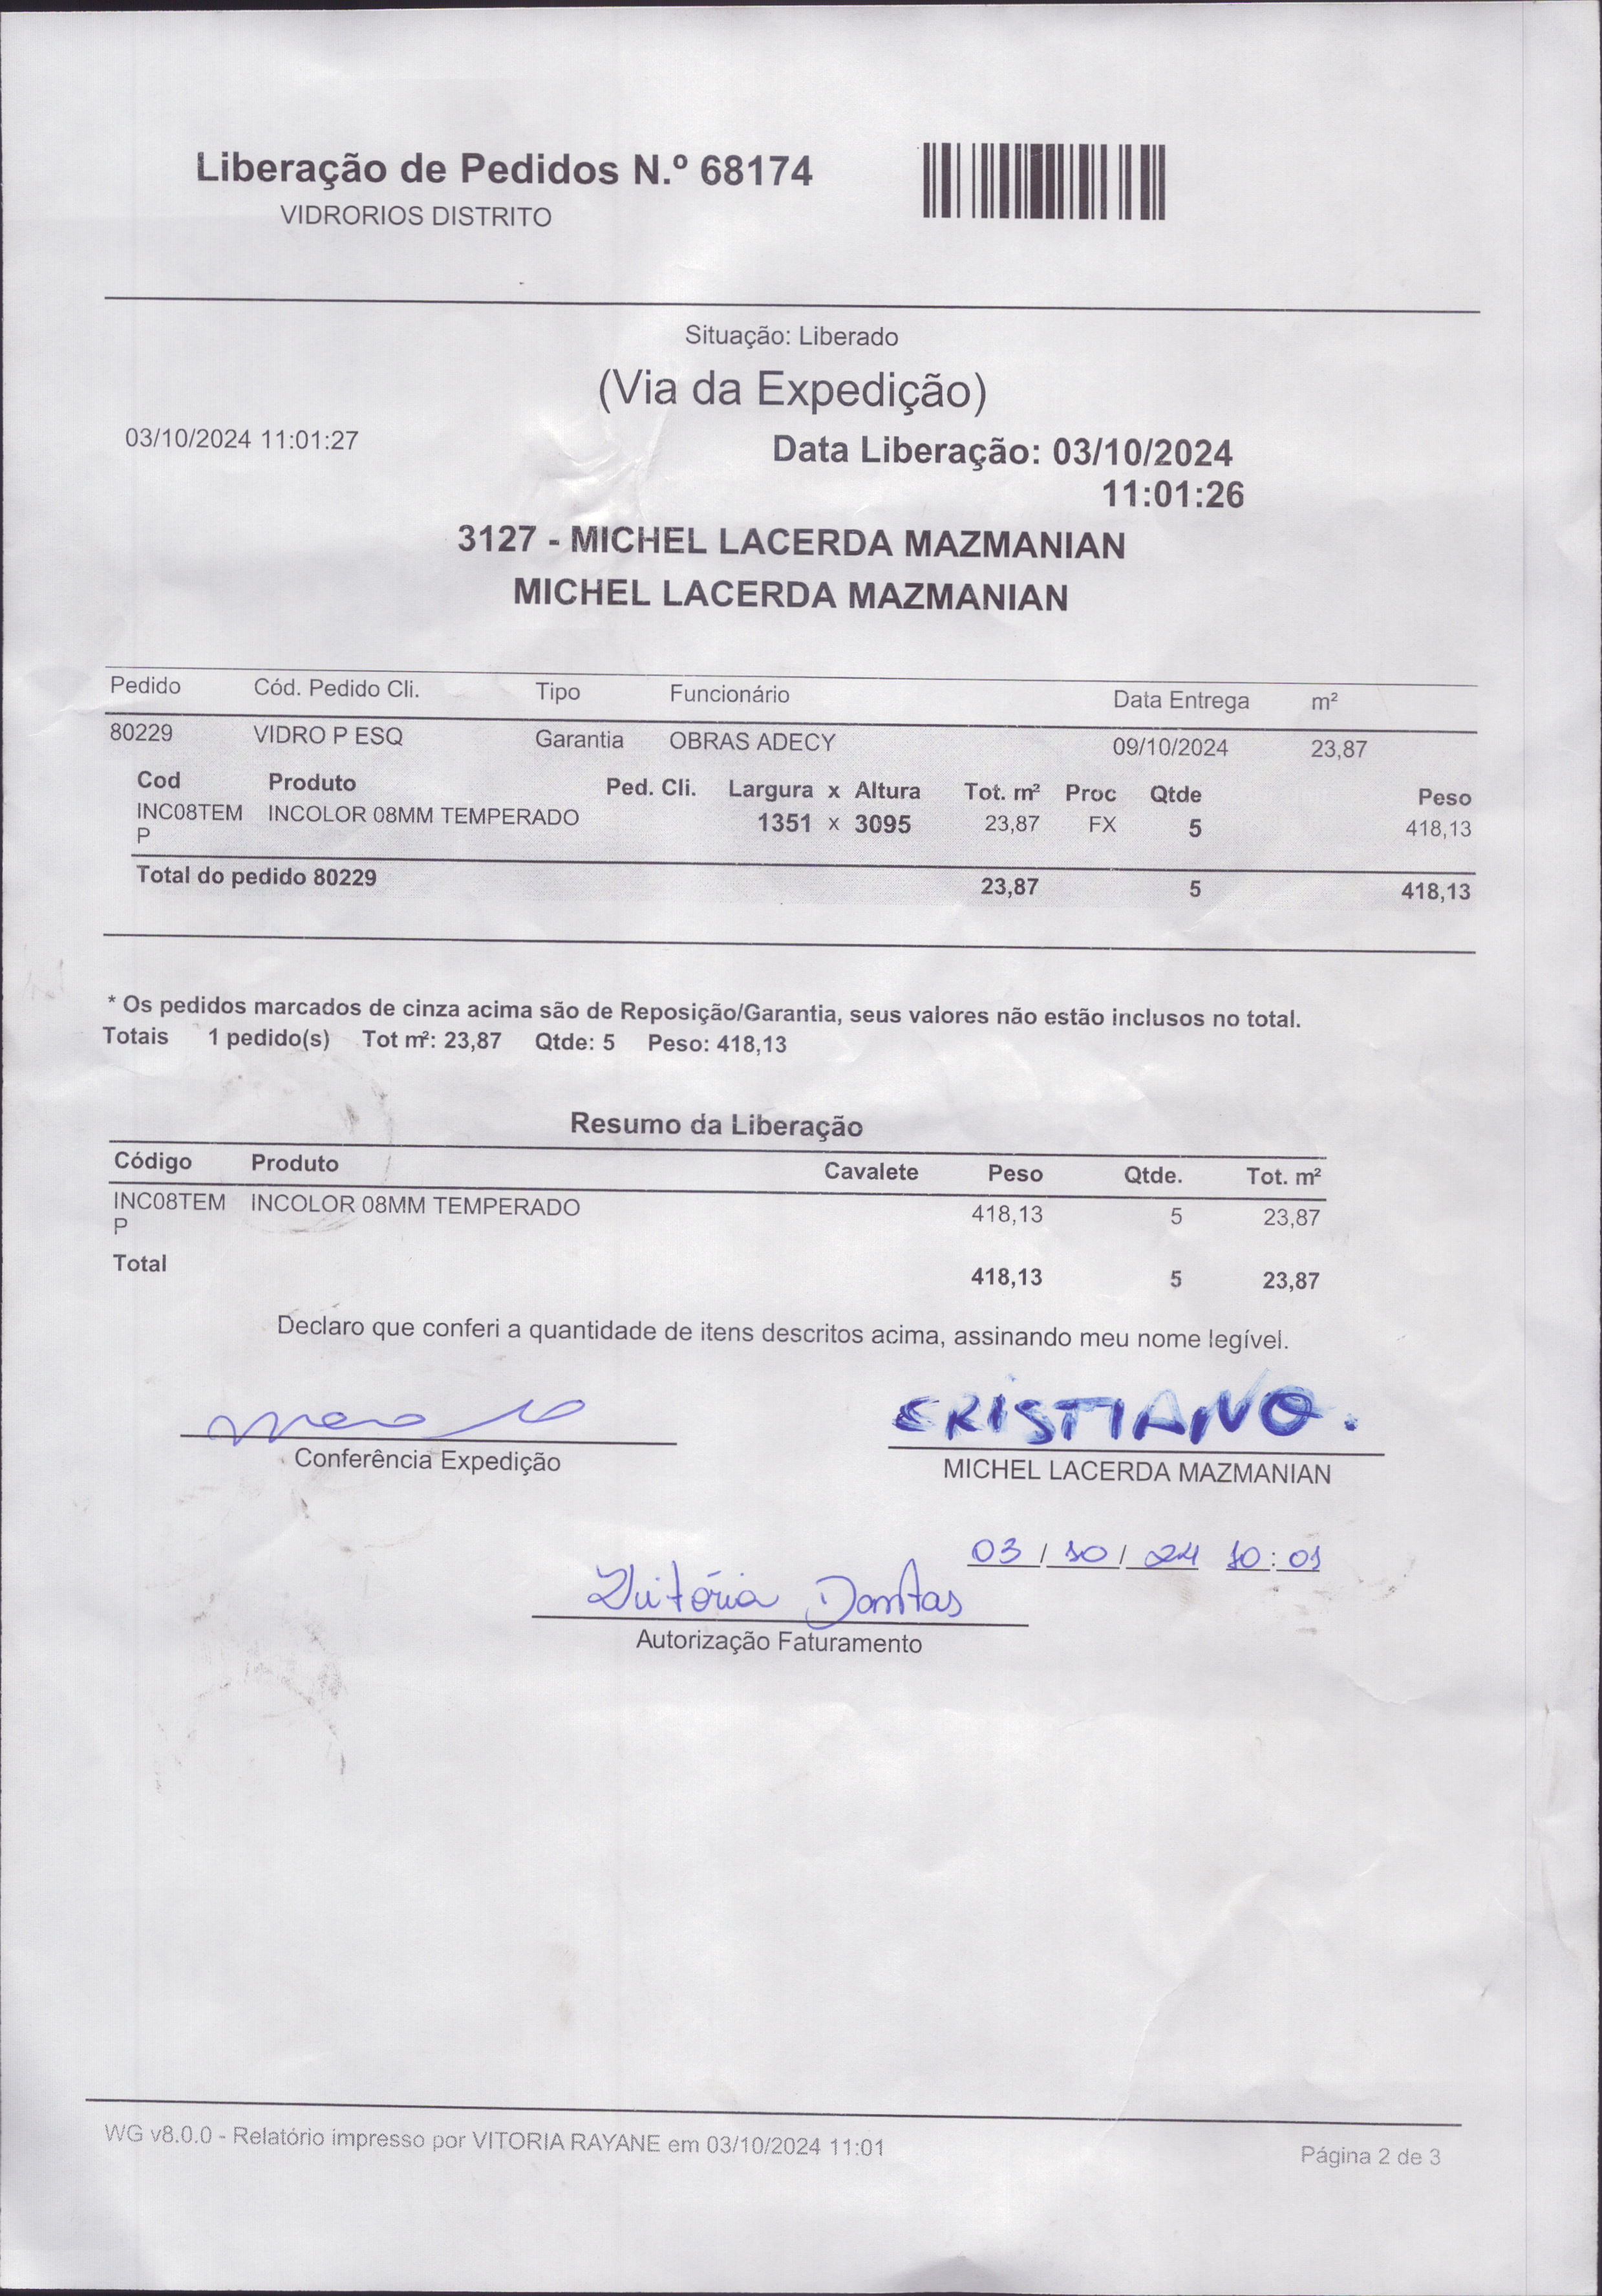 Liberação de Pedidos N.º 68174
VIDRORIOS DISTRITO
Situação: Liberado
(Via da Expedição)
03/10/2024 11:01:27
Data Liberação: 03/10/2024
11:01:26
3127 - MICHEL LACERDA MAZMANIAN
MICHEL LACERDA MAZMANIAN
Pedido Cód. Pedido Cli. Tipo Funcionário Data Entrega m²
80229 VIDRO P ESQ Garantia OBRAS ADECY 09/10/2024 23,87
Cod Produto Ped. Cli. Largura x Altura Tot. m² Proc Qtde Peso
INC08TEM INCOLOR 08MM TEMPERADO 1351 x 3095 23,87 FX 5 418,13
P
Total do pedido 80229 23,87 5 418,13
* Os pedidos marcados de cinza acima são de Reposição/Garantia, seus valores não estão inclusos no total.
Totais 1 pedido(s) Tot m²: 23,87 Qtde: 5 Peso: 418,13
Resumo da Liberação
Código Produto Cavalete Peso Qtde. Tot. m²
INC08TEM INCOLOR 08MM TEMPERADO 418,13 5 23,87
P
Total 418,13 5 23,87
Declaro que conferi a quantidade de itens descritos acima, assinando meu nome legível.
CRISTIANO.
Conferência Expedição
MICHEL LACERDA MAZMANIAN
03/10/24 10:01
Vitória Dantas
Autorização Faturamento
WG v8.0.0 - Relatório impresso por VITORIA RAYANE em 03/10/2024 11:01
Página 2 de 3